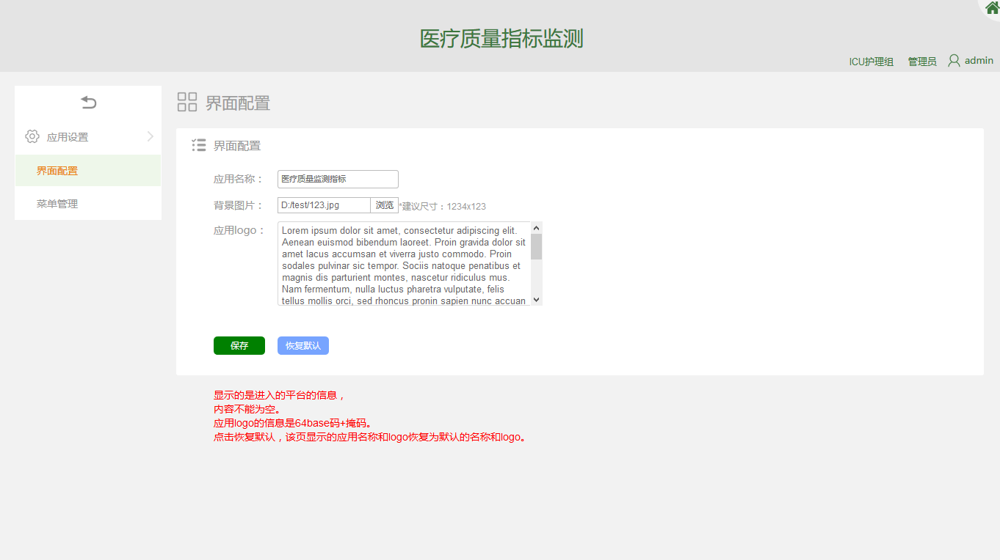 医疗质量指标监测
ICU护理组 管理员 admin
应用设置
界面配置
菜单管理
界面配置
界面配置
应用名称：
医疗质量监测指标
背景图片：
D:/test/123.jpg 浏览 *建议尺寸：1234x123
应用logo：
Lorem ipsum dolor sit amet, consectetur adipiscing elit.
Aenean euismod bibendum laoreet. Proin gravida dolor sit
amet lacus accumsan et viverra justo commodo. Proin
sodales pulvinar sic tempor. Sociis natoque penatibus et
magnis dis parturient montes, nascetur ridiculus mus.
Nam fermentum, nulla luctus pharetra vulputate, felis
tellus mollis orci, sed rhoncus pronin sapien nunc accuan
保存 恢复默认
显示的是进入的平台的信息，
内容不能为空。
应用logo的信息是64base码+掩码。
点击恢复默认，该页显示的应用名称和logo恢复为默认的名称和logo。